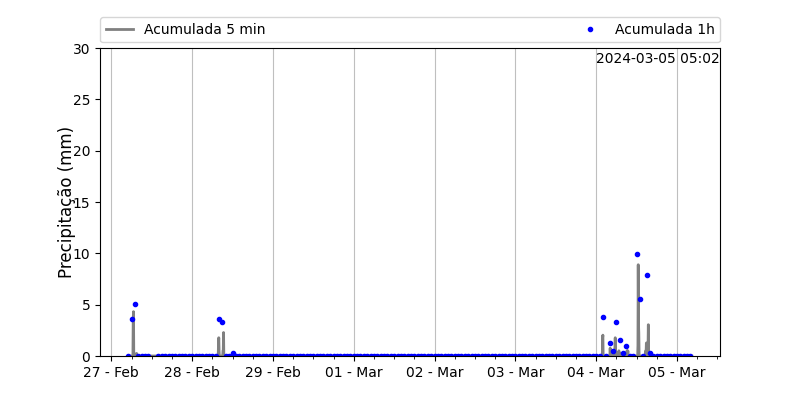 Acumulada 5 min
Acumulada 1h
2024-03-05 05:02
Precipitação (mm)
30
25
20
15
10
5
0
27 - Feb
28 - Feb
29 - Feb
01 - Mar
02 - Mar
03 - Mar
04 - Mar
05 - Mar